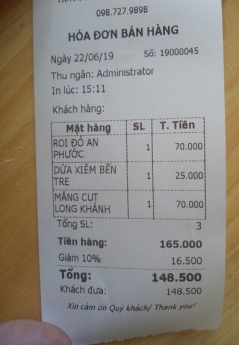 098.727.9898
HÓA ĐƠN BÁN HÀNG
Ngày 22/06/19 Số: 19000045
Thu ngân: Administrator
In lúc: 15:11
Khách hàng:
Mặt hàng SL T. Tiền
ROI ĐỎ AN PHƯỚC 1 70.000
DỪA XIÊM BẾN TRE 1 25.000
MĂNG CỤT LONG KHÁNH 1 70.000
Tổng SL: 3
Tiền hàng: 165.000
Giảm 10% 16.500
Tổng: 148.500
Khách đưa: 148.500
Xin cảm ơn Quý khách/ Thank you!